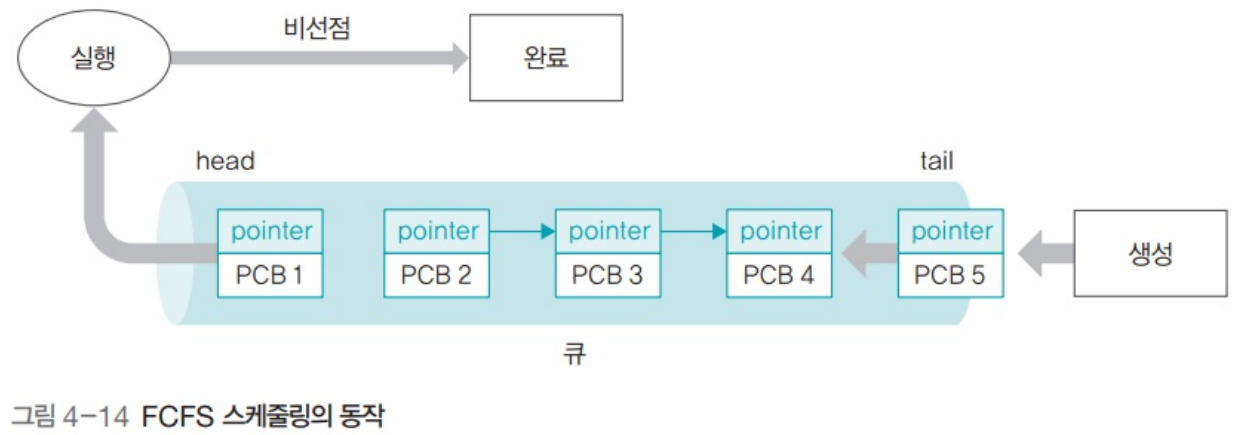 실행
비선점
완료
head
tail
pointer
PCB 1
pointer
PCB 2
pointer
PCB 3
pointer
PCB 4
pointer
PCB 5
생성
큐
그림 4-14 FCFS 스케줄링의 동작